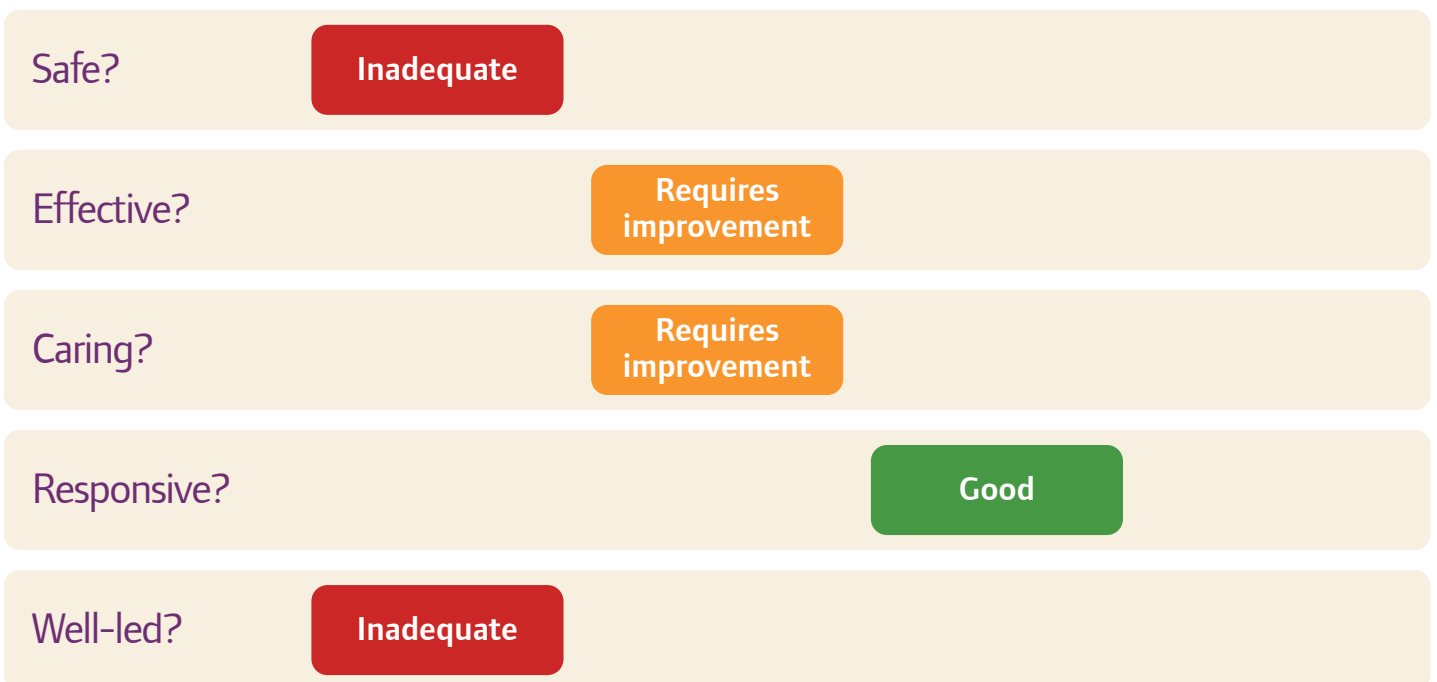 Safe?
Inadequate
Effective?
Requires
improvement
Caring?
Requires
improvement
Responsive?
Good
Well-led?
Inadequate